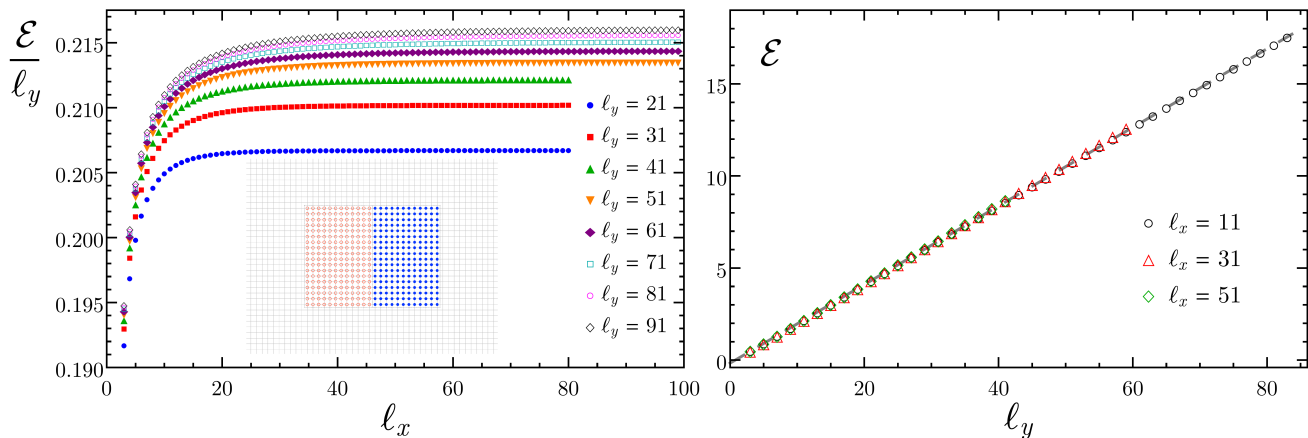 ℰ
ℓ_y
0.215
0.210
0.205
0.200
0.195
0.190
0
20
40
60
80
100
ℓ_x
ℓ_y = 21
ℓ_y = 31
ℓ_y = 41
ℓ_y = 51
ℓ_y = 61
ℓ_y = 71
ℓ_y = 81
ℓ_y = 91
ℰ
15
10
5
0
0
20
40
60
80
ℓ_y
ℓ_x = 11
ℓ_x = 31
ℓ_x = 51